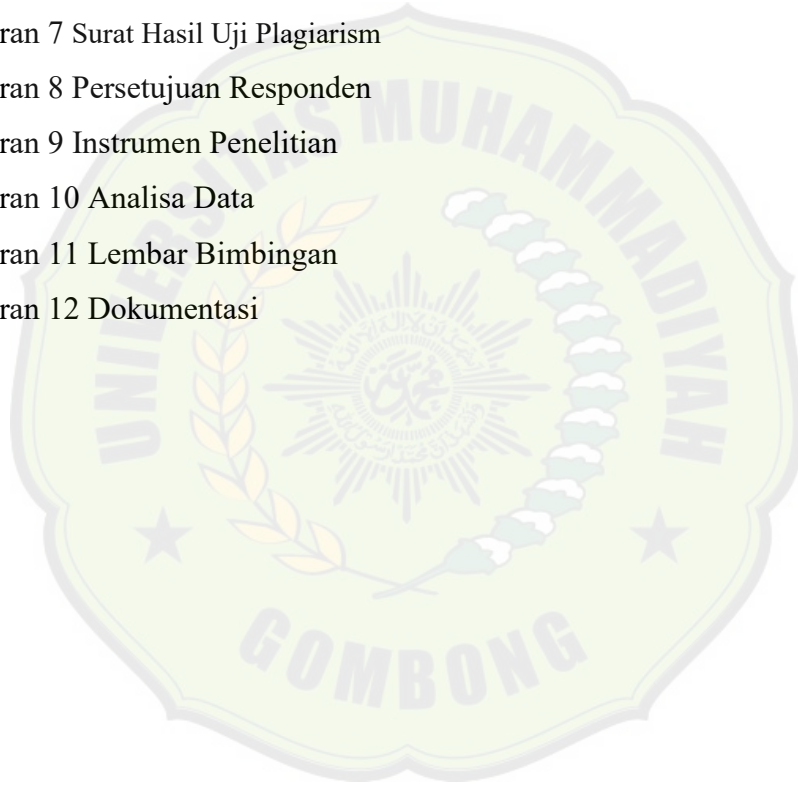 ran 7 Surat Hasil Uji Plagiarism
ran 8 Persetujuan Responden
ran 9 Instrumen Penelitian
ran 10 Analisa Data
ran 11 Lembar Bimbingan
ran 12 Dokumentasi
UNIVERSITAS MUHAMMADIYAH
GOMBONG